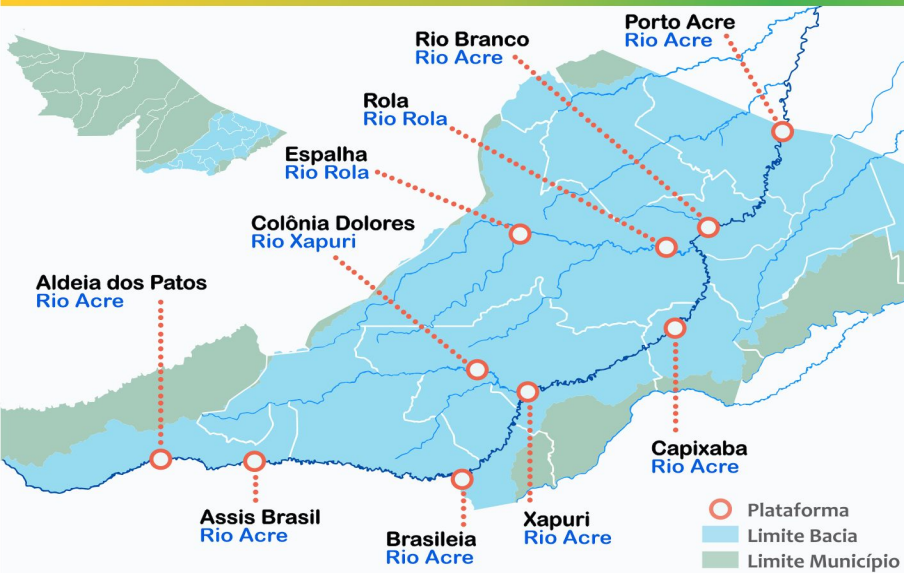 Porto Acre
Rio Acre
Rio Branco
Rio Acre
Rola
Rio Rola
Espalha
Rio Rola
Colônia Dolores
Rio Xapuri
Aldeia dos Patos
Rio Acre
Capixaba
Rio Acre
Assis Brasil
Rio Acre
Brasileia
Rio Acre
Xapuri
Rio Acre
Plataforma
Limite Bacia
Limite Município